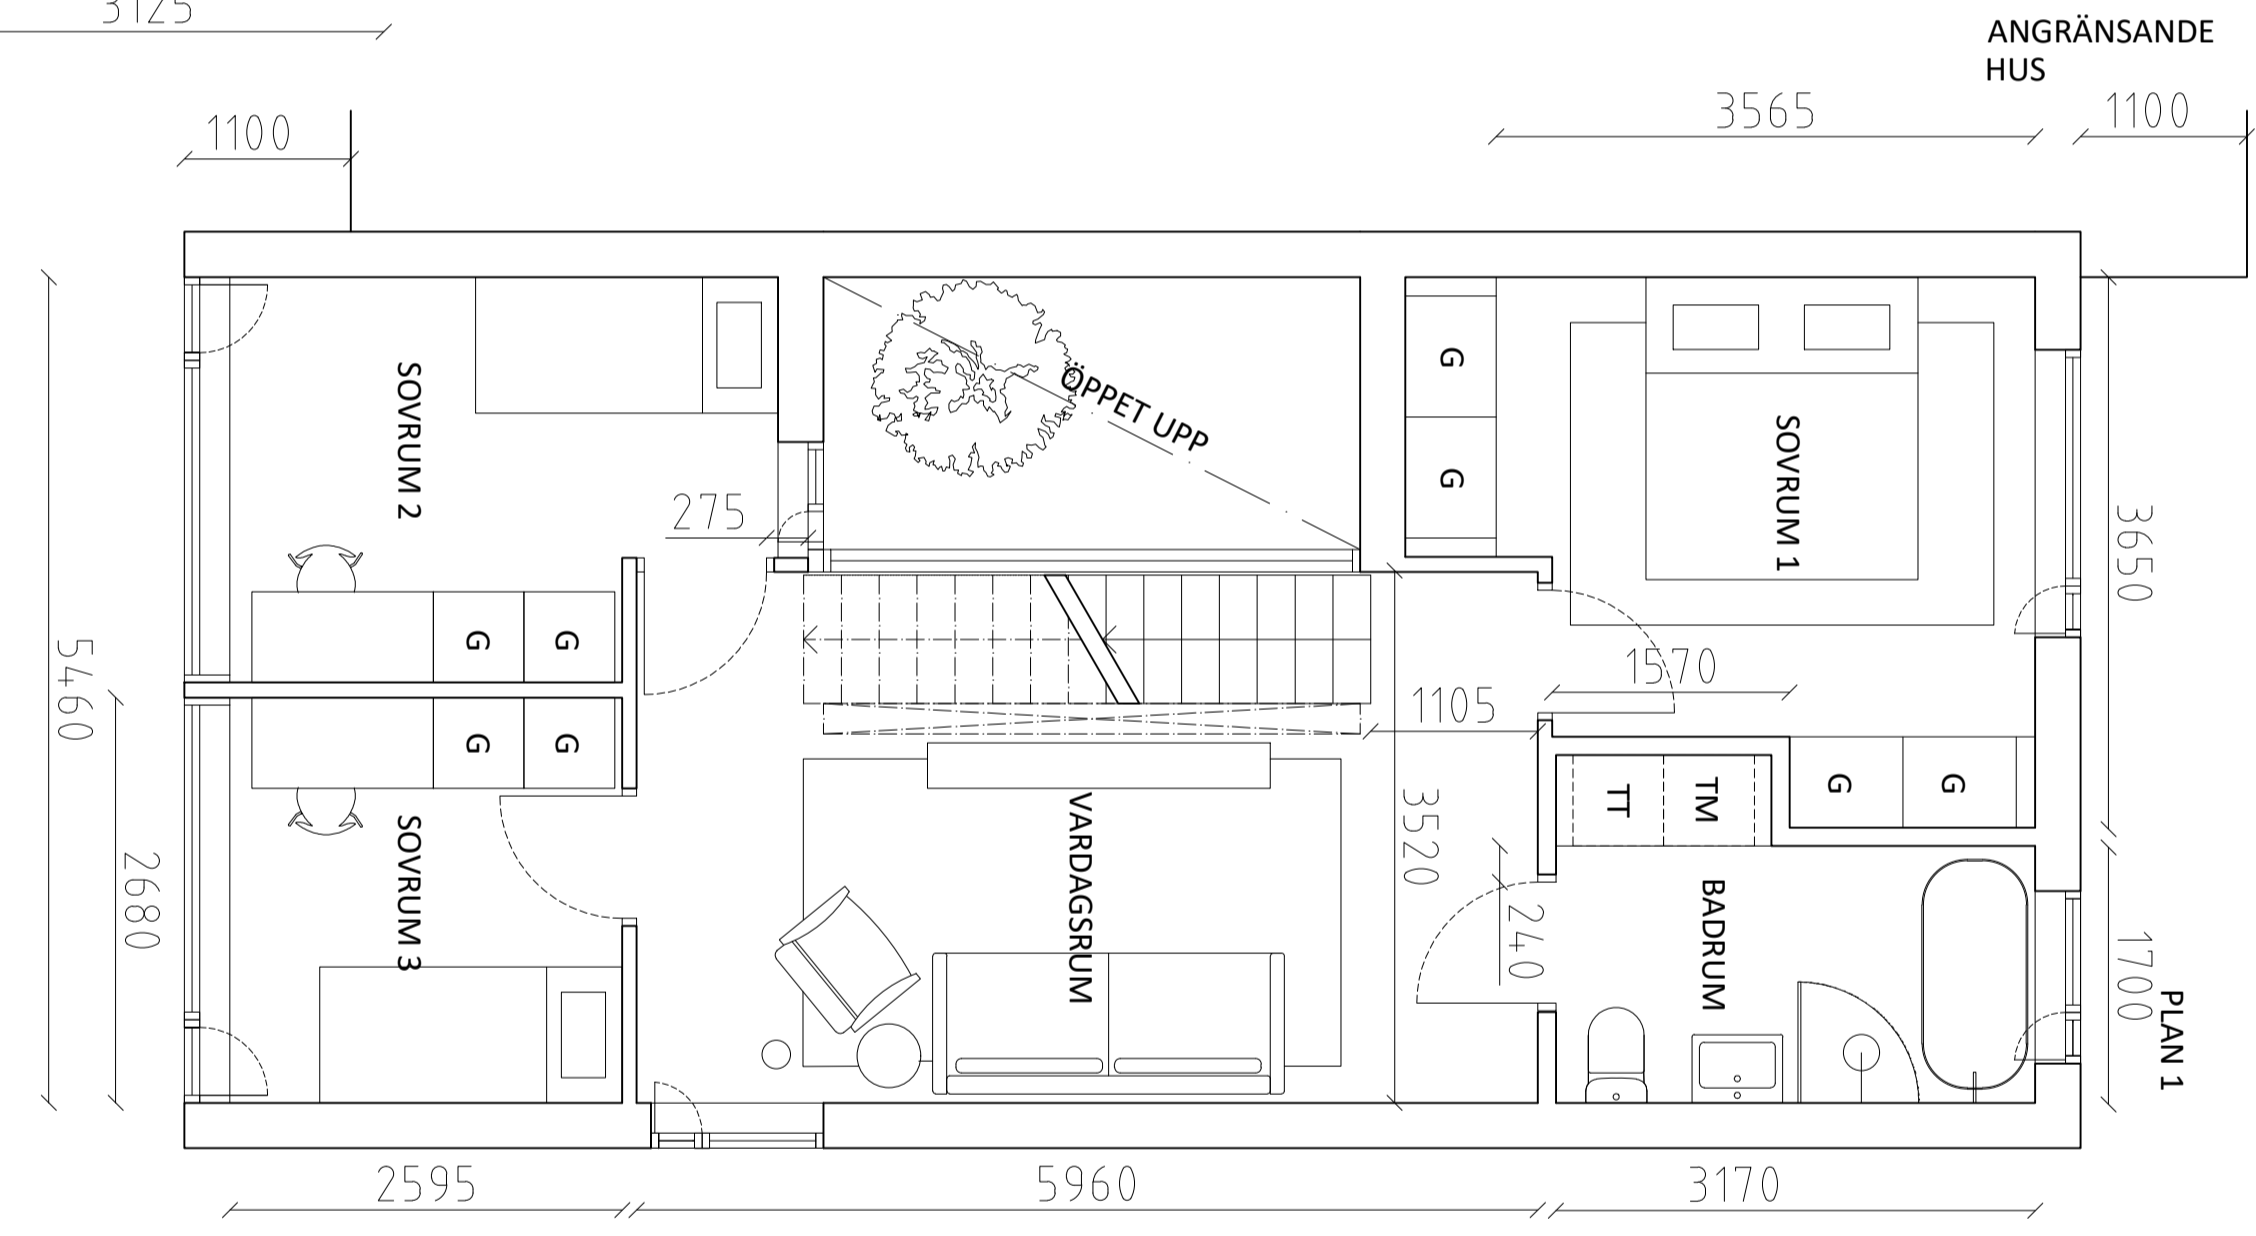 3125
ANGRÄNSANDE
HUS
1100
3565
1100
SOVRUM 2
ÖPPET UPP
G
G
SOVRUM 1
275
3650
5460
G
G
1570
1105
G
G
TT
TM
G
G
2680
SOVRUM 3
VARDAGSRUM
3520
240
BADRUM
1700
PLAN 1
2595
5960
3170